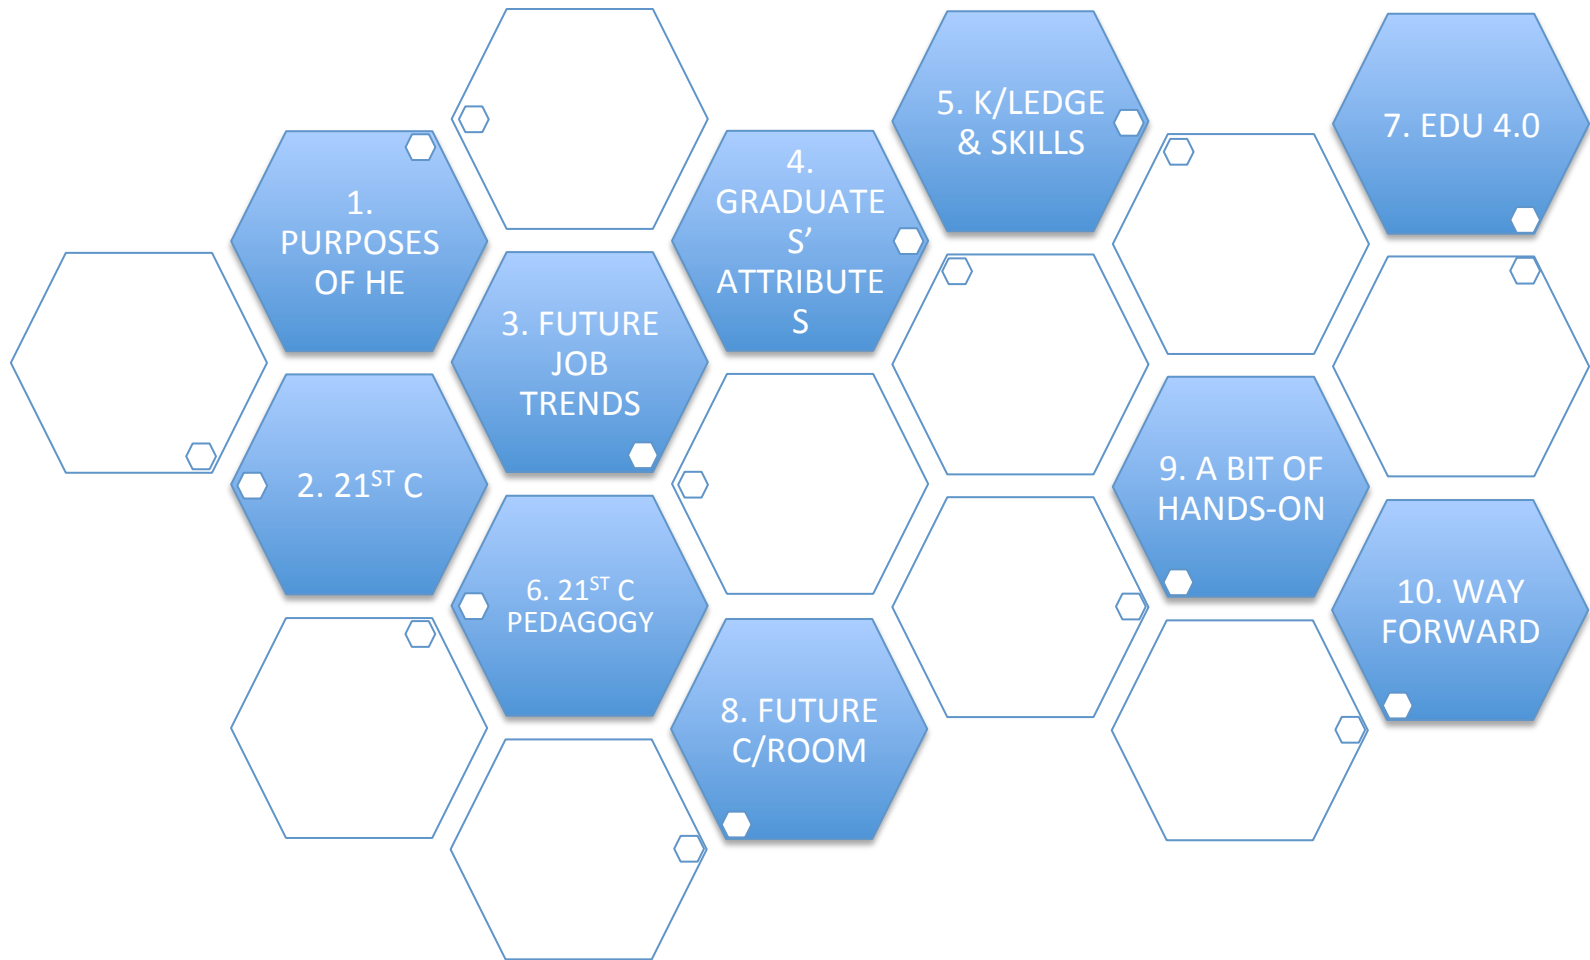 1.
PURPOSES
OF HE
2. 21ST C
3. FUTURE
JOB
TRENDS
4.
GRADUATE
S’
ATTRIBUTE
S
5. K/LEDGE
& SKILLS
6. 21ST C
PEDAGOGY
7. EDU 4.0
8. FUTURE
C/ROOM
9. A BIT OF
HANDS-ON
10. WAY
FORWARD